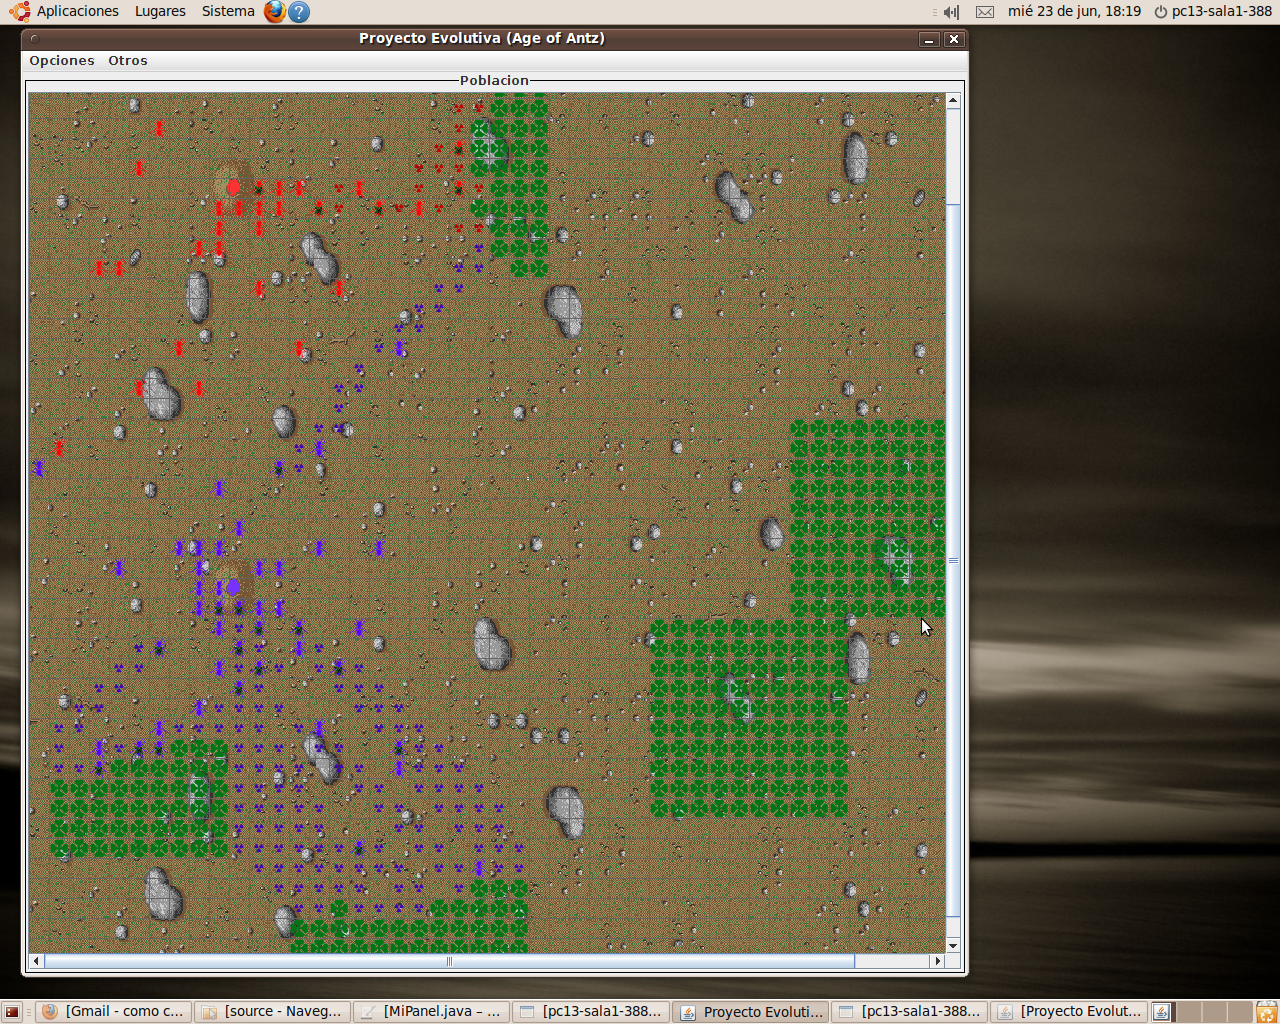 Aplicaciones Lugares Sistema mié 23 de jun, 18:19 pc13-sala1-388
Proyecto Evolutiva (Age of Antz)
Opciones Otros
Poblacion
[Gmail - como c... [source - Naveg... [MiPanel.java – ... [pc13-sala1-388... Proyecto Evoluti... [pc13-sala1-388... [Proyecto Evolut...